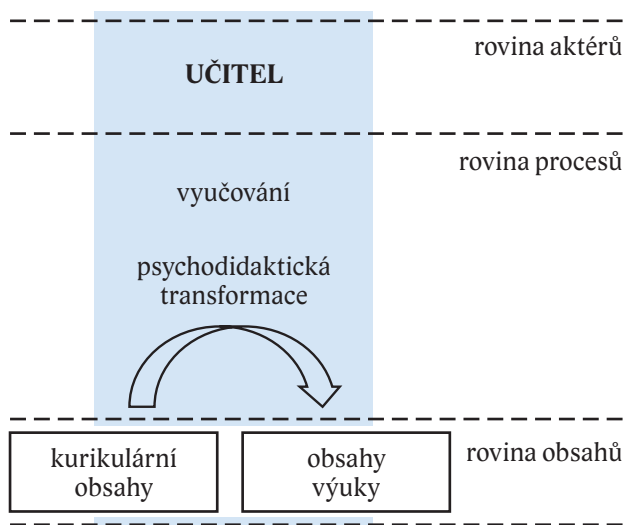 rovina aktérů
UČITEL
rovina procesů
vyučování
psychodidaktická
transformace
kurikulární
obsahy
obsahy
výuky
rovina obsahů